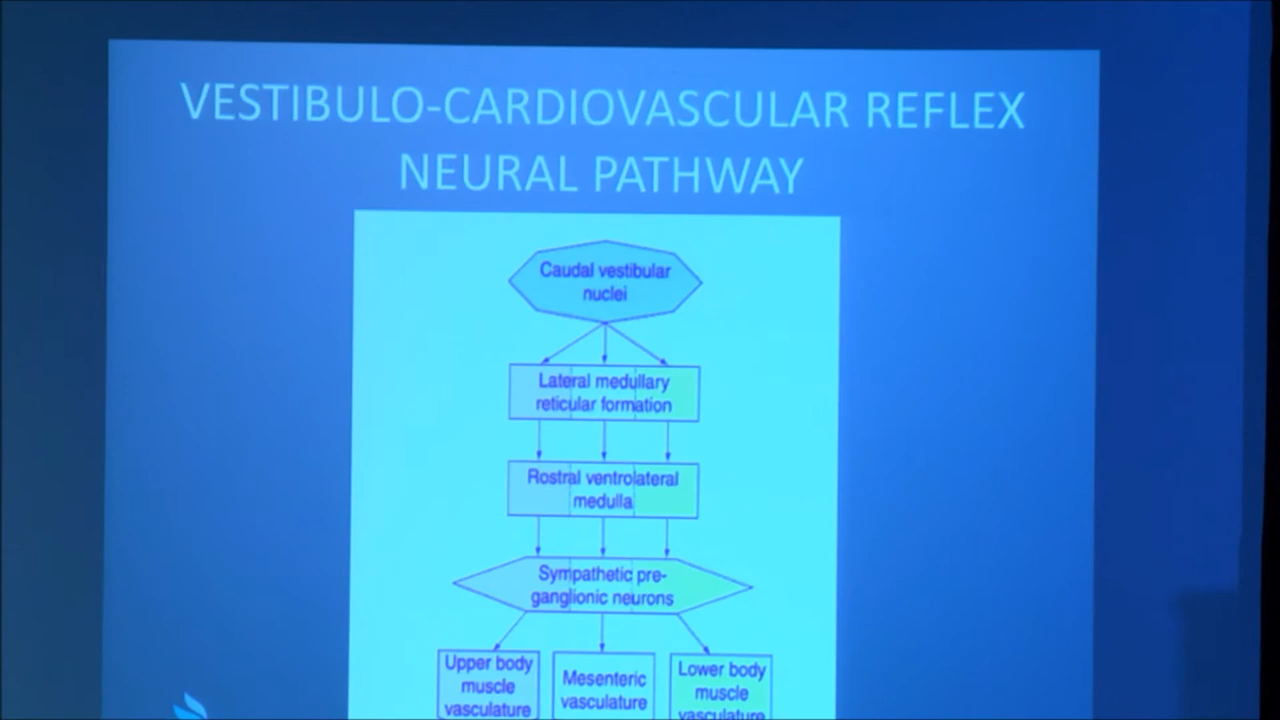 VESTIBULO-CARDIOVASCULAR REFLEX
NEURAL PATHWAY
Caudal vestibular
nuclei
Lateral medullary
reticular formation
Rostral ventrolateral
medulla
Sympathetic pre-
ganglionic neurons
Upper body
muscle
vasculature
Mesenteric
vasculature
Lower body
muscle
vasculature